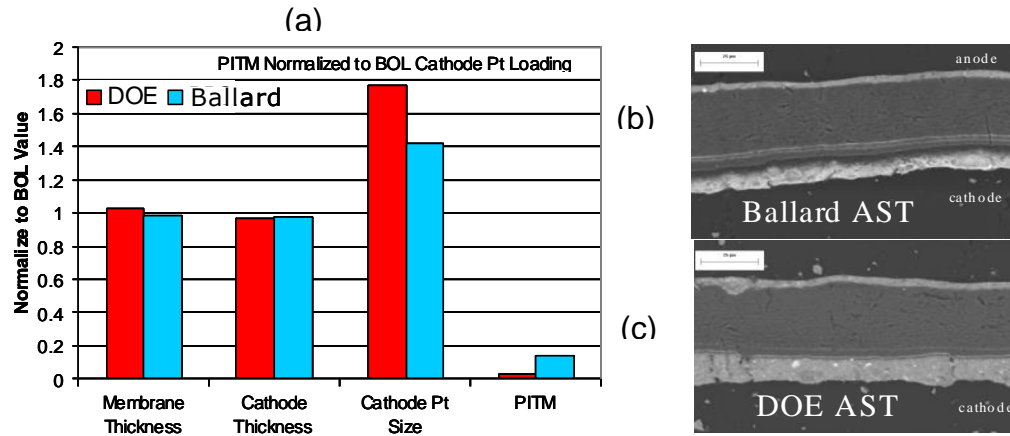 (a)
2
1.8
1.6
1.4
1.2
1
0.8
0.6
0.4
0.2
0
Normalize to BOL Value
PITM Normalized to BOL Cathode Pt Loading
DOE Ballard
Membrane Thickness
Cathode Thickness
Cathode Pt Size
PITM
(b)
anode
Ballard AST
cathode
(c)
DOE AST
cathode